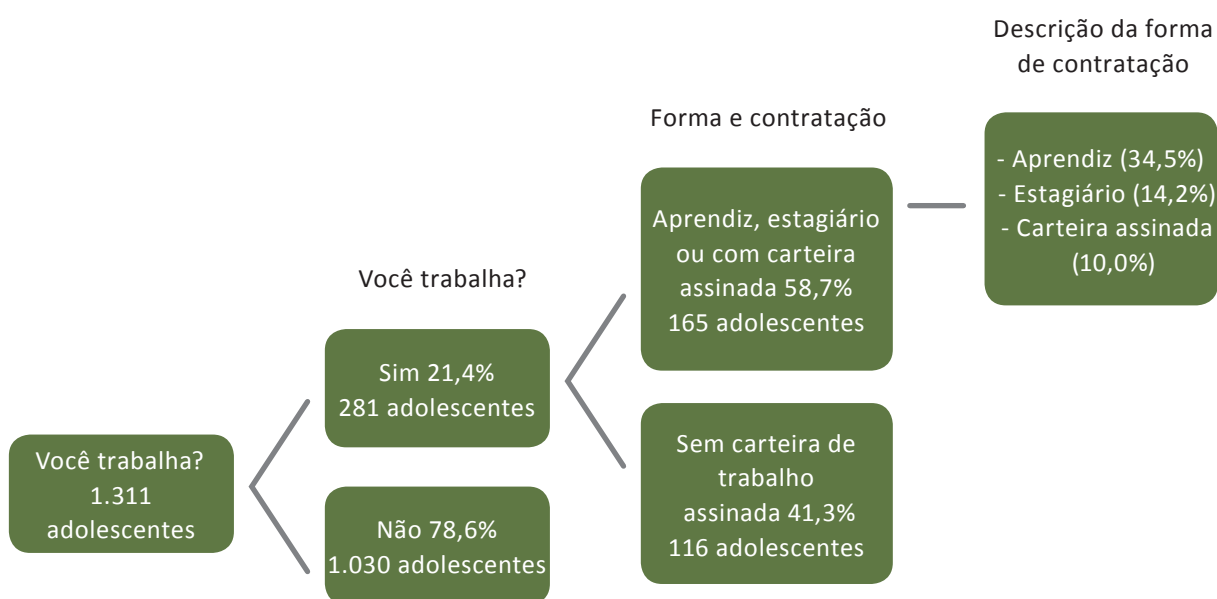 Descrição da forma
de contratação
Forma e contratação
- Aprendiz (34,5%)
- Estagiário (14,2%)
- Carteira assinada
(10,0%)
Aprendiz, estagiário
ou com carteira
assinada 58,7%
165 adolescentes
Você trabalha?
Sim 21,4%
281 adolescentes
Sem carteira de
trabalho
assinada 41,3%
116 adolescentes
Você trabalha?
1.311
adolescentes
Não 78,6%
1.030 adolescentes